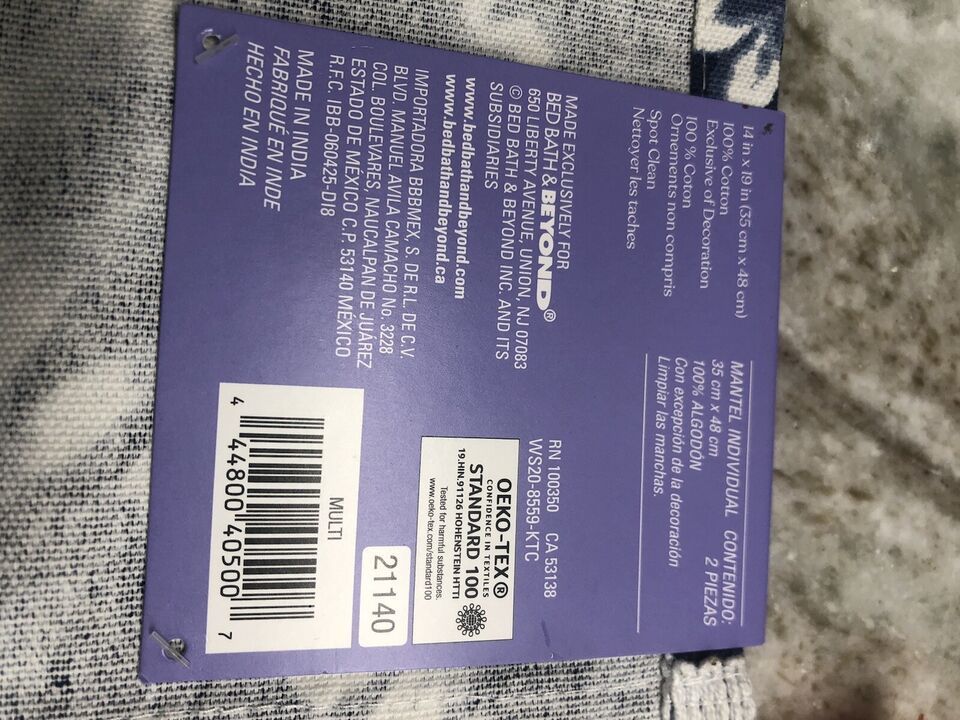 14 in x 19 in (35 cm x 48 cm)
100% Cotton
Exclusive of Decoration
100 % Coton
Ornements non compris
Spot Clean
Nettoyer les taches
MANTEL INDIVIDUAL CONTENIDO:
35 cm x 48 cm 2 PIEZAS
100% ALGODÓN
Con excepción de la decoración
Limpiar las manchas.
MADE EXCLUSIVELY FOR
BED BATH & BEYOND®
650 LIBERTY AVENUE, UNION, NJ 07083
© BED BATH & BEYOND INC. AND ITS
SUBSIDIARIES
www.bedbathandbeyond.com
www.bedbathandbeyond.ca
IMPORTADORA BBBMEX, S. DE R.L. DE C.V.
BLVD. MANUEL AVILA CAMACHO No. 3228
COL. BOULEVARES, NAUCALPAN DE JUÁREZ
ESTADO DE MÉXICO C.P. 53140 MÉXICO
R.F.C. IBB-060425-DI8
MADE IN INDIA
FABRIQUÉ EN INDE
HECHO EN INDIA
RN 100350 CA 53138
WS20-8559-KTC
OEKO-TEX®
CONFIDENCE IN TEXTILES
STANDARD 100
19.HIN.91126 HOHENSTEIN HTTI
Tested for harmful substances.
www.oeko-tex.com/standard100
21140
MULTI
4 44800 40500 7